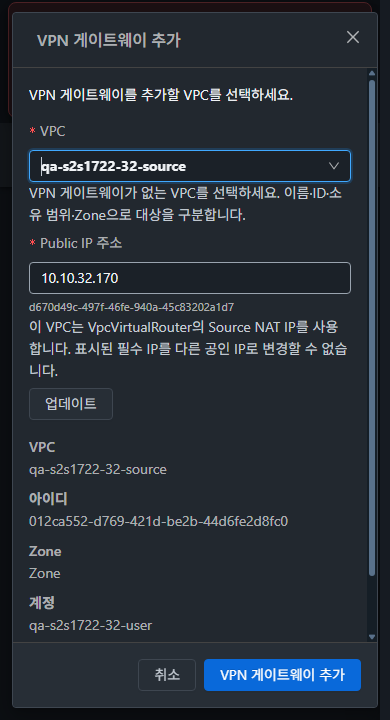 VPN 게이트웨이 추가
VPN 게이트웨이를 추가할 VPC를 선택하세요.
* VPC
qa-s2s1722-32-source
VPN 게이트웨이가 없는 VPC를 선택하세요. 이름·ID·소
유 범위·Zone으로 대상을 구분합니다.
* Public IP 주소
10.10.32.170
d670d49c-497f-46fe-940a-45c83202a1d7
이 VPC는 VpcVirtualRouter의 Source NAT IP를 사용
합니다. 표시된 필수 IP를 다른 공인 IP로 변경할 수 없습
니다.
업데이트
VPC
qa-s2s1722-32-source
아이디
012ca552-d769-421d-be2b-44d6fe2d8fc0
Zone
Zone
계정
qa-s2s1722-32-user
취소
VPN 게이트웨이 추가